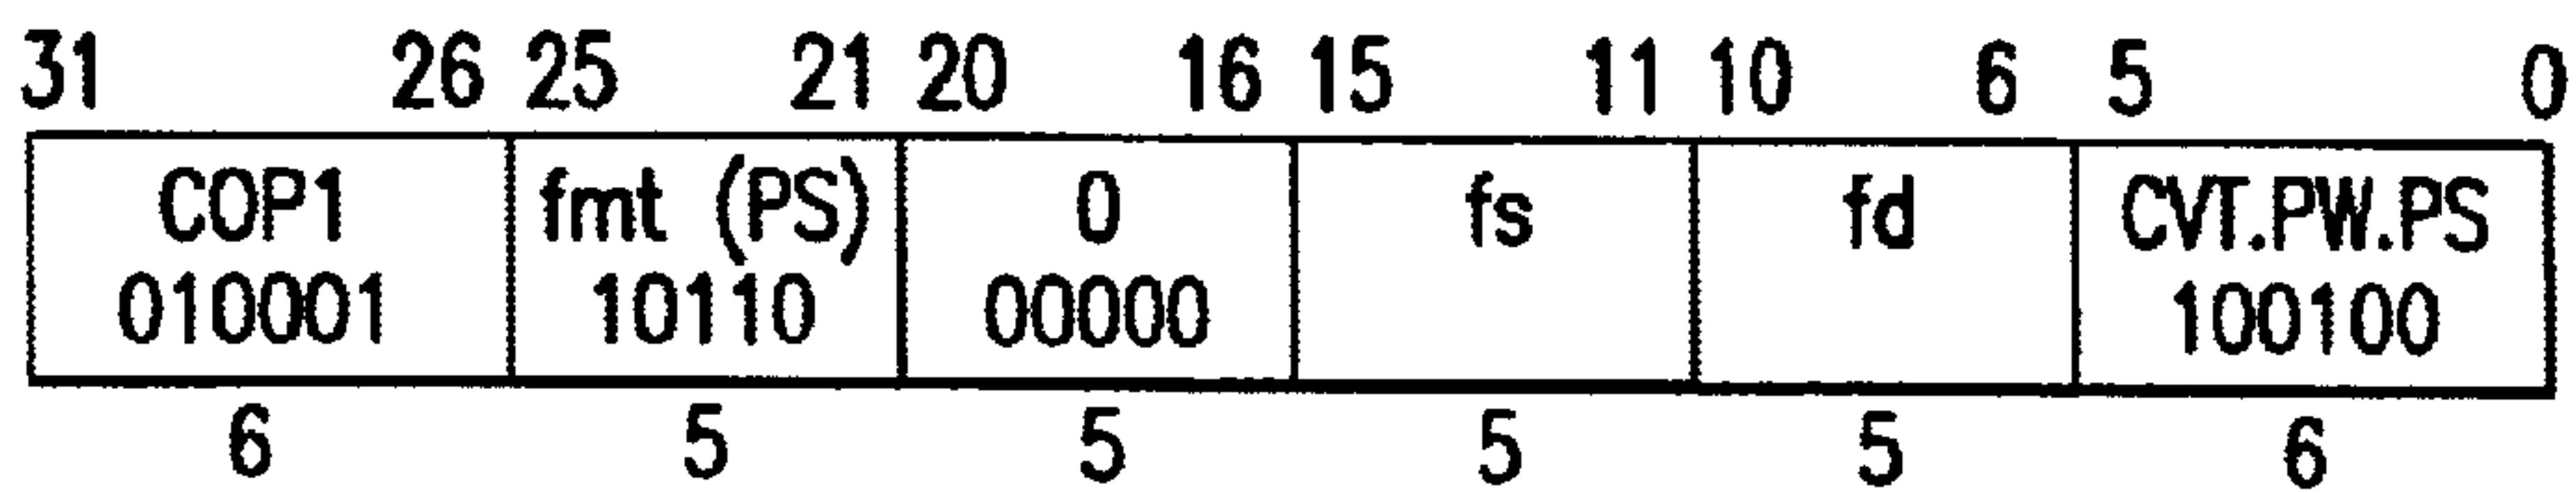 31 26 25 21 20 16 15 11 10 6 5 0
COP1 fmt (PS) 0 fs fd CVT.PW.PS
010001 10110 00000 100100
6 5 5 5 5 6